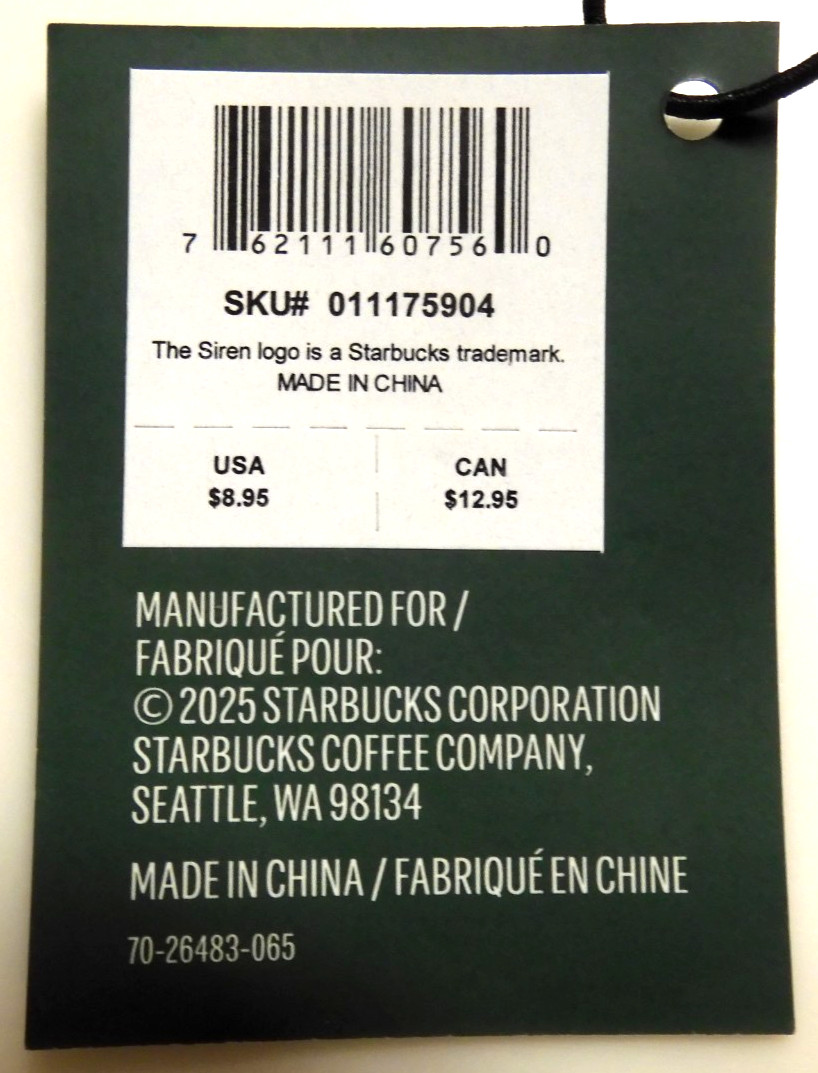 7 62111 60756 0
SKU# 011175904
The Siren logo is a Starbucks trademark.
MADE IN CHINA
USA CAN
$8.95 $12.95
MANUFACTURED FOR /
FABRIQUÉ POUR:
© 2025 STARBUCKS CORPORATION
STARBUCKS COFFEE COMPANY,
SEATTLE, WA 98134
MADE IN CHINA / FABRIQUÉ EN CHINE
70-26483-065